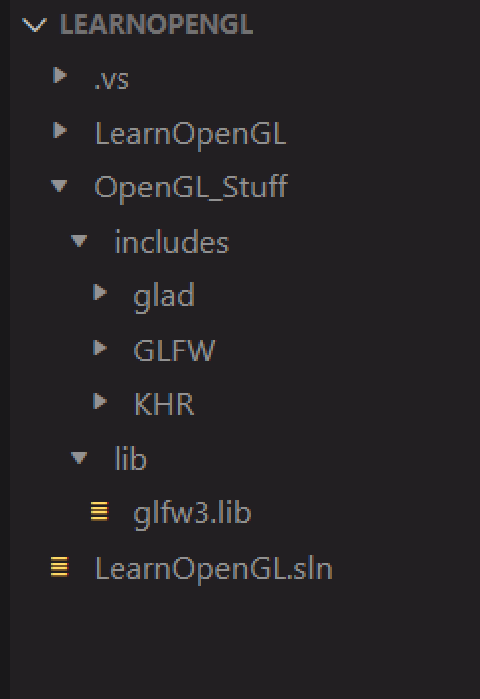 LEARNOPENGL
.vs
LearnOpenGL
OpenGL_Stuff
includes
glad
GLFW
KHR
lib
glfw3.lib
LearnOpenGL.sln